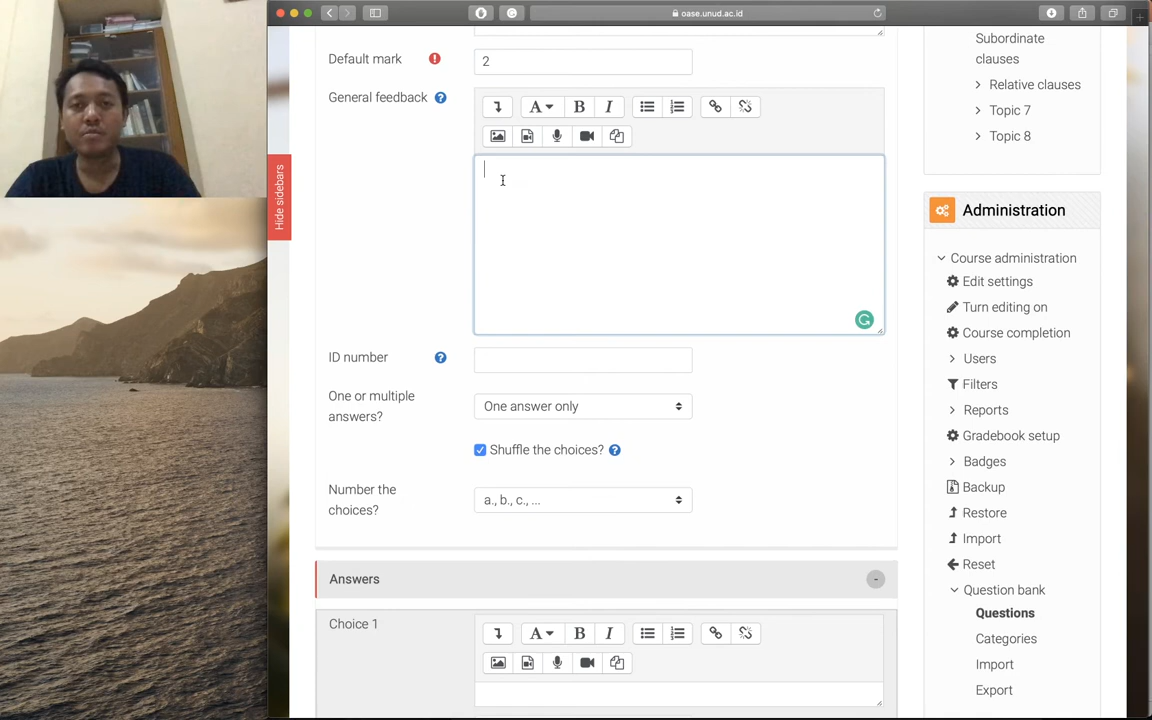 oase.unud.ac.id
Hide sidebars
Default mark
2
General feedback
A
B
I
ID number
One or multiple
answers?
One answer only
Shuffle the choices?
Number the
choices?
a., b., c., ...
Answers
-
Choice 1
A
B
I
Subordinate
clauses
Relative clauses
Topic 7
Topic 8
Administration
Course administration
Edit settings
Turn editing on
Course completion
Users
Filters
Reports
Gradebook setup
Badges
Backup
Restore
Import
Reset
Question bank
Questions
Categories
Import
Export